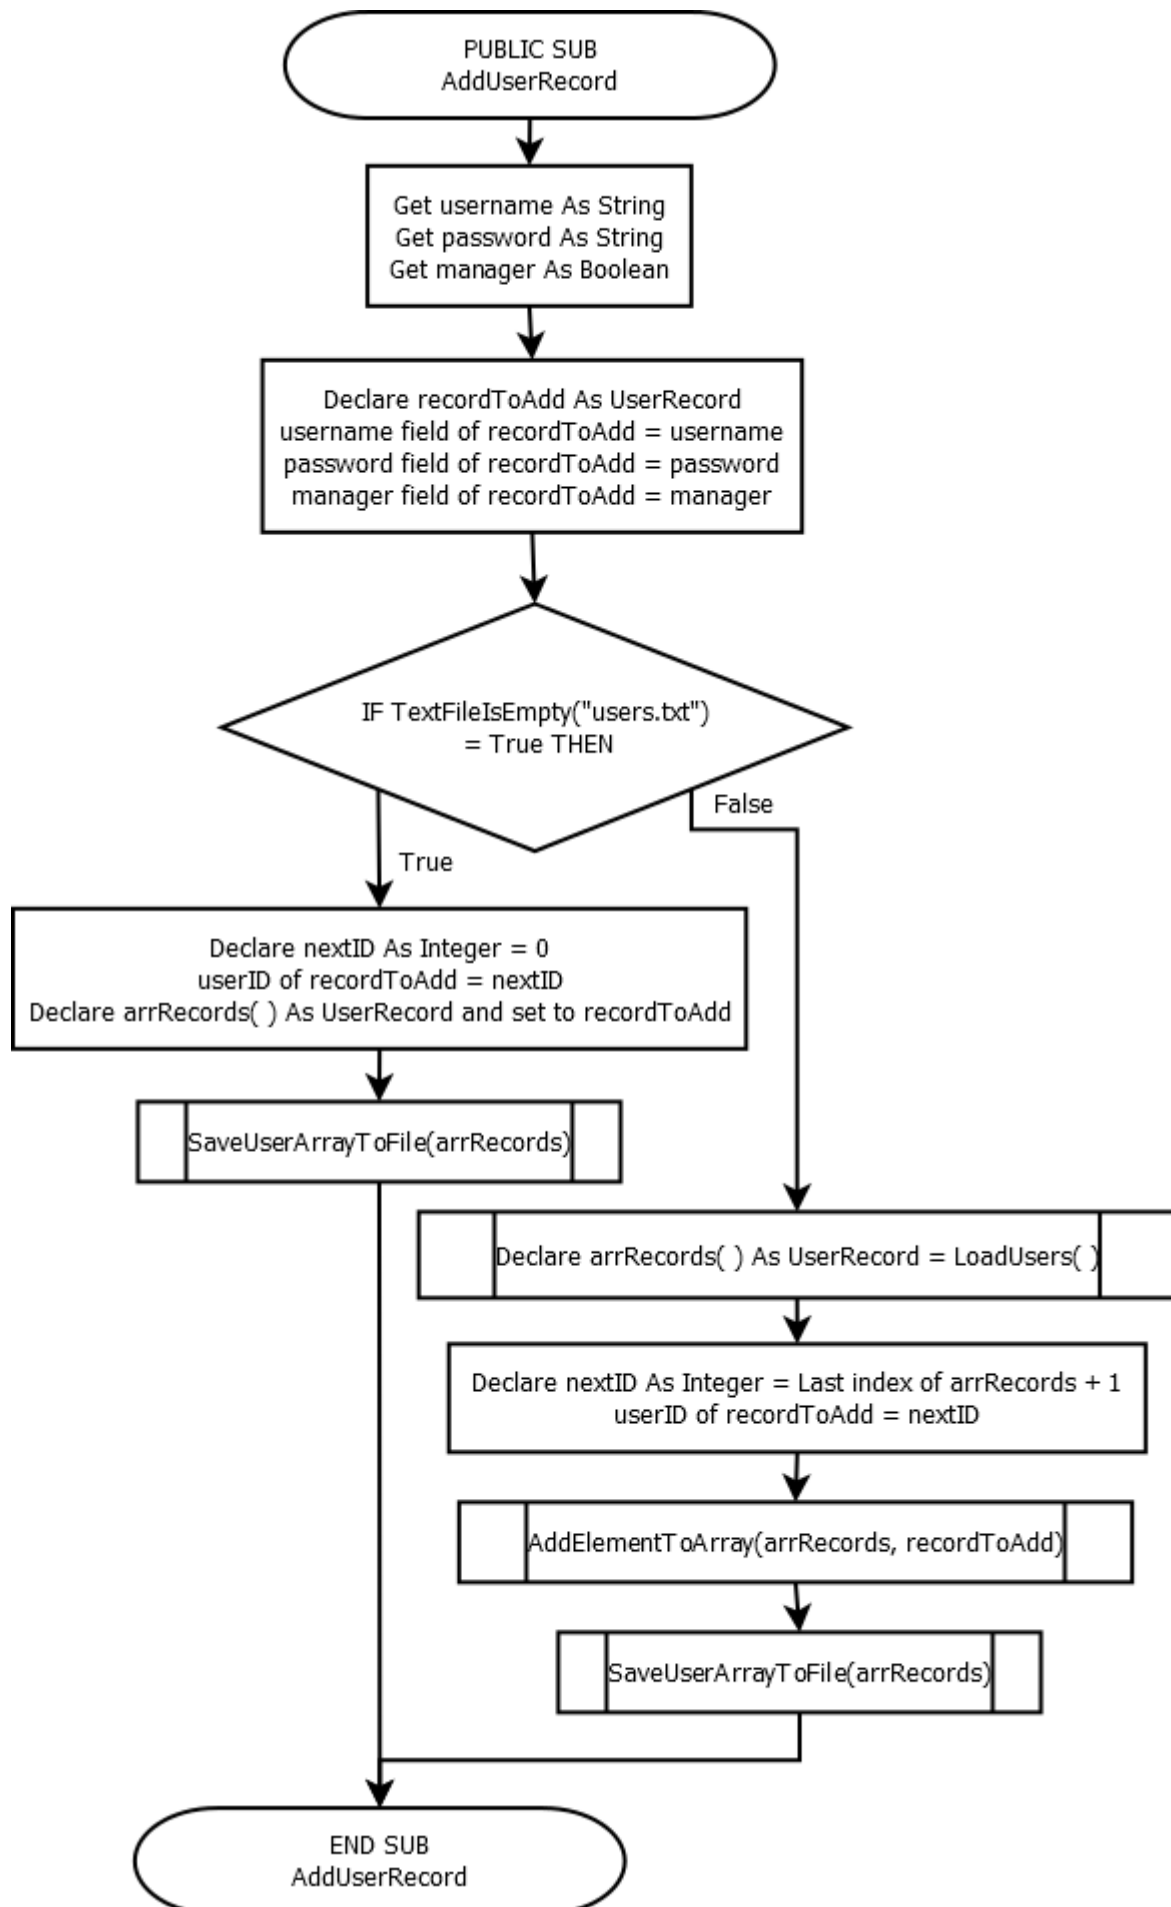 PUBLIC SUB
AddUserRecord
Get username As String
Get password As String
Get manager As Boolean
Declare recordToAdd As UserRecord
username field of recordToAdd = username
password field of recordToAdd = password
manager field of recordToAdd = manager
IF TextFileIsEmpty("users.txt")
= True THEN
False
True
Declare nextID As Integer = 0
userID of recordToAdd = nextID
Declare arrRecords( ) As UserRecord and set to recordToAdd
SaveUserArrayToFile(arrRecords)
Declare arrRecords( ) As UserRecord = LoadUsers( )
Declare nextID As Integer = Last index of arrRecords + 1
userID of recordToAdd = nextID
AddElementToArray(arrRecords, recordToAdd)
SaveUserArrayToFile(arrRecords)
END SUB
AddUserRecord